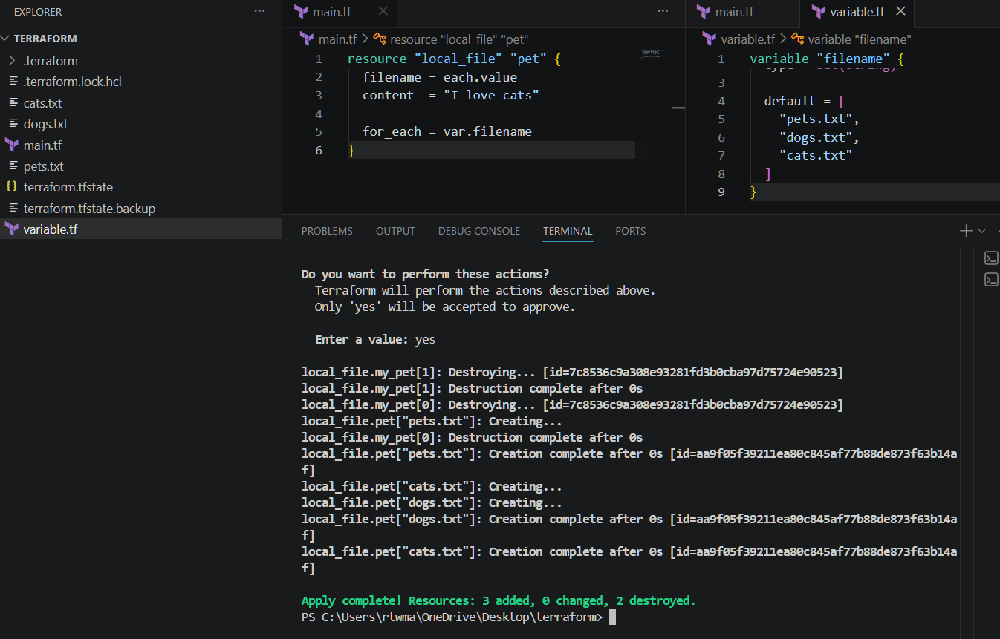 EXPLORER ...
TERRAFORM
.terraform
.terraform.lock.hcl
cats.txt
dogs.txt
main.tf
pets.txt
terraform.tfstate
terraform.tfstate.backup
variable.tf
main.tf ...
main.tf > resource "local_file" "pet"
1 resource "local_file" "pet" {
2 filename = each.value
3 content  = "I love cats"
4
5 for_each = var.filename
6 }
main.tf variable.tf
variable.tf > variable "filename"
1 variable "filename" {
3
4 default = [
5 "pets.txt",
6 "dogs.txt",
7 "cats.txt"
8 ]
9 }
PROBLEMS OUTPUT DEBUG CONSOLE TERMINAL PORTS
Do you want to perform these actions?
Terraform will perform the actions described above.
Only 'yes' will be accepted to approve.
Enter a value: yes
local_file.my_pet[1]: Destroying... [id=7c8536c9a308e93281fd3b0cba97d75724e90523]
local_file.my_pet[1]: Destruction complete after 0s
local_file.my_pet[0]: Destroying... [id=7c8536c9a308e93281fd3b0cba97d75724e90523]
local_file.pet["pets.txt"]: Creating...
local_file.my_pet[0]: Destruction complete after 0s
local_file.pet["pets.txt"]: Creation complete after 0s [id=aa9f05f39211ea80c845af77b88de873f63b14a
f]
local_file.pet["cats.txt"]: Creating...
local_file.pet["dogs.txt"]: Creating...
local_file.pet["dogs.txt"]: Creation complete after 0s [id=aa9f05f39211ea80c845af77b88de873f63b14a
f]
local_file.pet["cats.txt"]: Creation complete after 0s [id=aa9f05f39211ea80c845af77b88de873f63b14a
f]
Apply complete! Resources: 3 added, 0 changed, 2 destroyed.
PS C:\Users\rtwma\OneDrive\Desktop\terraform>